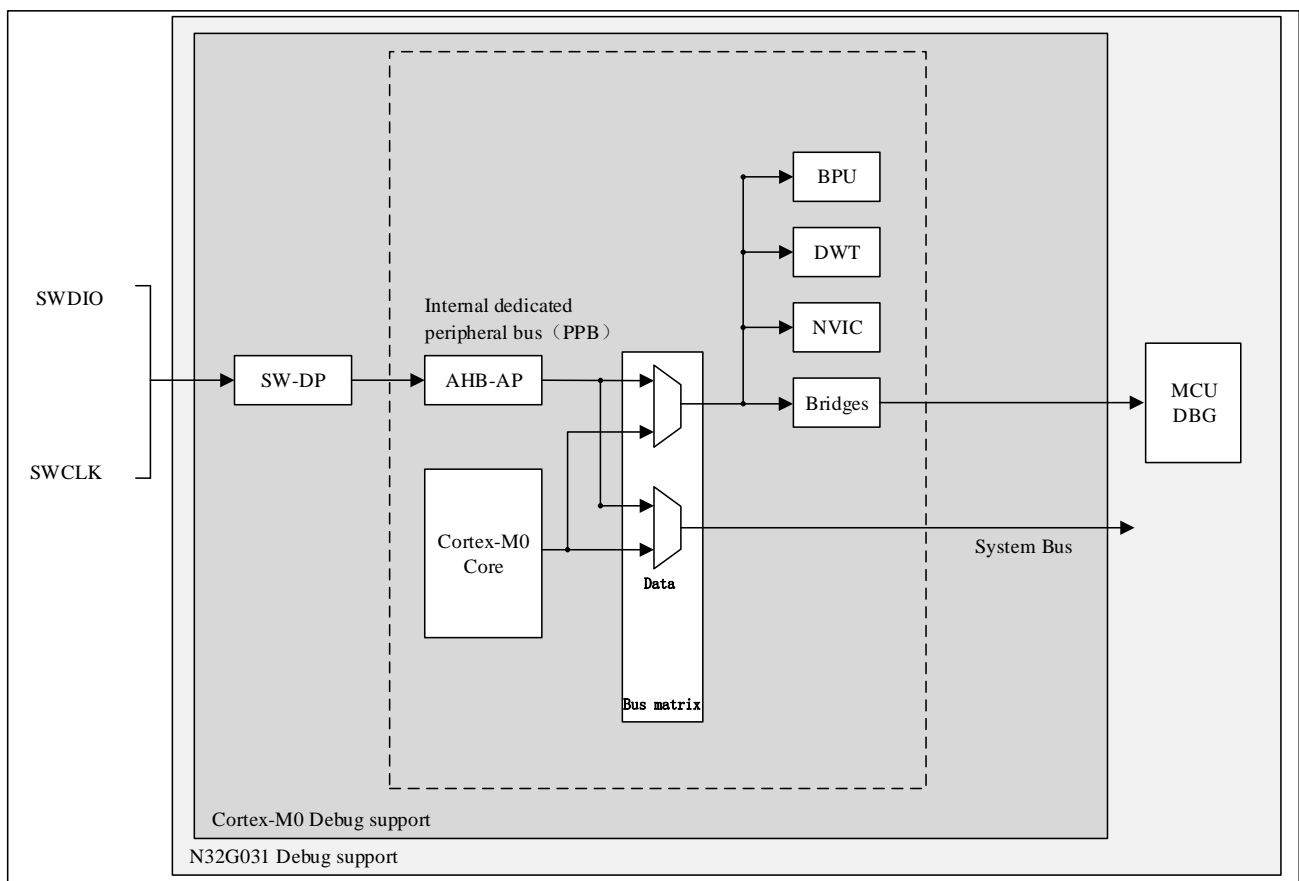 BPU
DWT
SWDIO
Internal dedicated
peripheral bus（PPB）
NVIC
SW-DP
AHB-AP
Bridges
MCU
DBG
SWCLK
Cortex-M0
Core
System Bus
Data
Bus matrix
Cortex-M0 Debug support
N32G031 Debug support